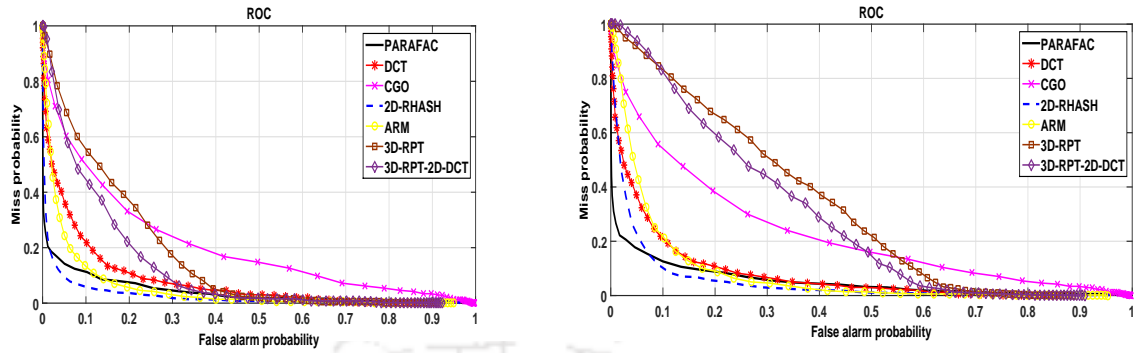 ROC
Miss probability
1
0.8
0.6
0.4
0.2
0
0 0.1 0.2 0.3 0.4 0.5 0.6 0.7 0.8 0.9 1
False alarm probability
PARAFAC
DCT
CGO
2D-RHASH
ARM
3D-RPT
3D-RPT-2D-DCT
ROC
Miss probability
1
0.8
0.6
0.4
0.2
0
0 0.1 0.2 0.3 0.4 0.5 0.6 0.7 0.8 0.9 1
False alarm probability
PARAFAC
DCT
CGO
2D-RHASH
ARM
3D-RPT
3D-RPT-2D-DCT